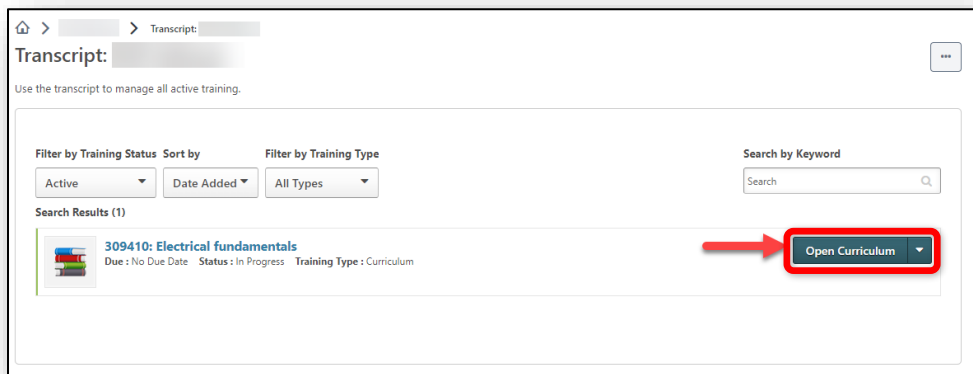 Transcript:
Transcript:
...
Use the transcript to manage all active training.
Filter by Training Status Sort by Filter by Training Type Search by Keyword
Active Date Added All Types Search
Search Results (1)
309410: Electrical fundamentals
Due : No Due Date Status : In Progress Training Type : Curriculum
Open Curriculum